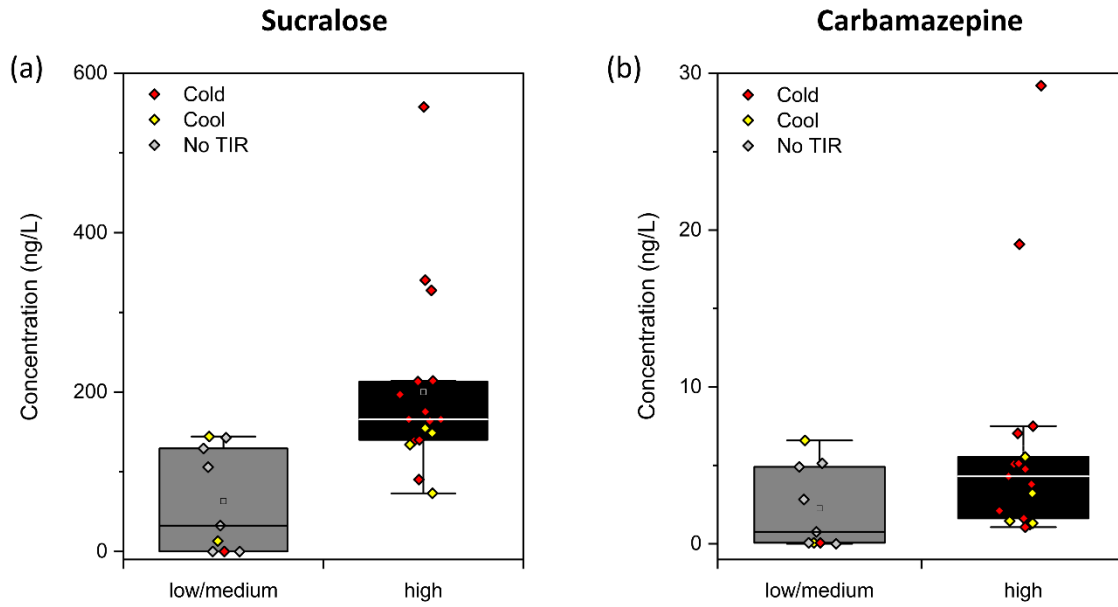 Sucralose
(a)
Concentration (ng/L)
600
400
200
0
Cold
Cool
No TIR
low/medium
high
Carbamazepine
(b)
Concentration (ng/L)
30
20
10
0
Cold
Cool
No TIR
low/medium
high